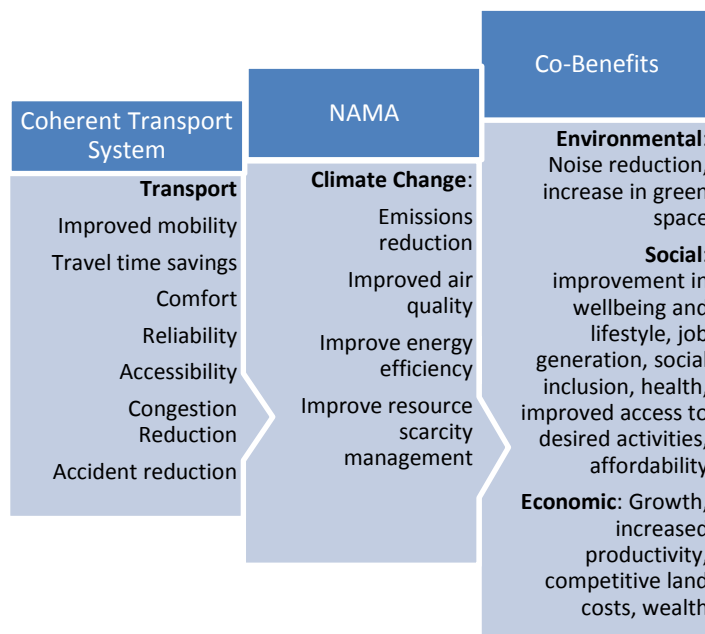 Coherent Transport
System
Transport
Improved mobility
Travel time savings
Comfort
Reliability
Accessibility
Congestion
Reduction
Accident reduction
NAMA
Climate Change:
Emissions
reduction
Improved air
quality
Improve energy
efficiency
Improve resource
scarcity
management
Co-Benefits
Environmental:
Noise reduction,
increase in green
space
Social:
improvement in
wellbeing and
lifestyle, job
generation, social
inclusion, health,
improved access to
desired activities,
affordability
Economic: Growth,
increased
productivity,
competitive land
costs, wealth